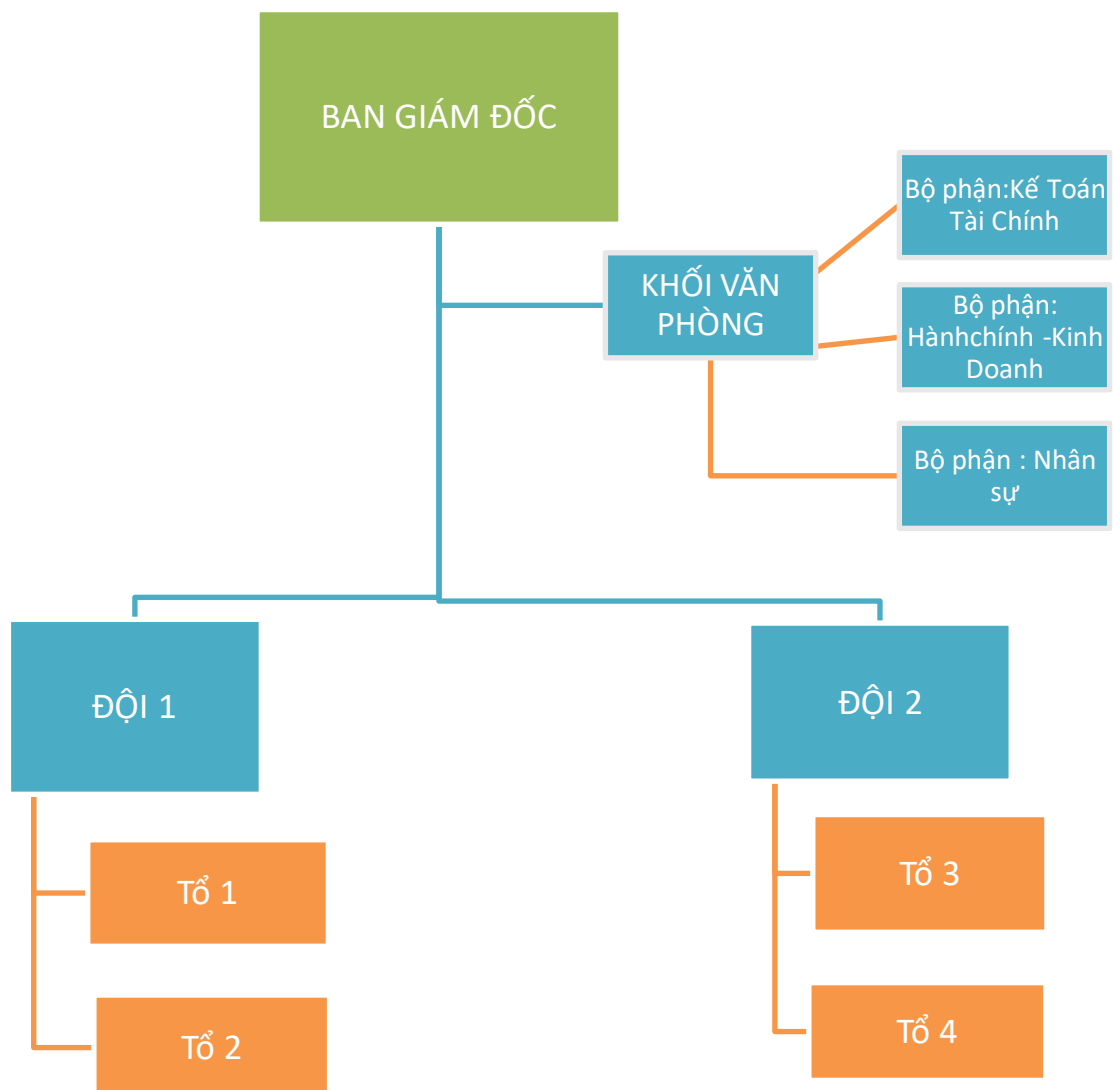 BAN GIÁM ĐỐC
Bộ phận:Kế Toán
Tài Chính
KHỐI VĂN
PHÒNG
Bộ phận:
Hànhchính -Kinh
Doanh
Bộ phận : Nhân
sự
ĐỘI 1
ĐỘI 2
Tổ 1
Tổ 3
Tổ 2
Tổ 4